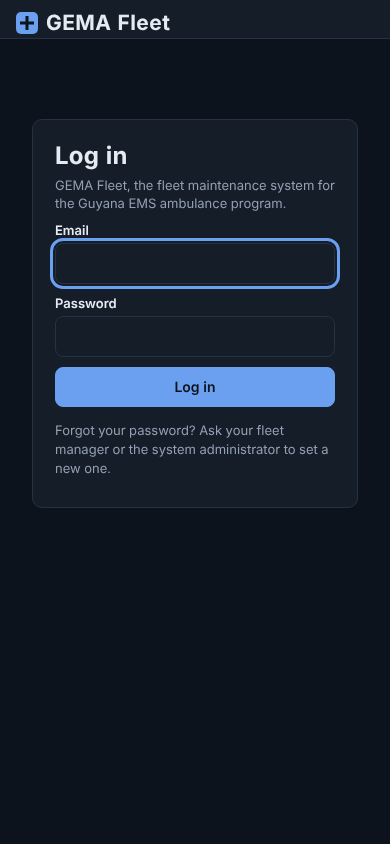 GEMA Fleet
Log in
GEMA Fleet, the fleet maintenance system for
the Guyana EMS ambulance program.
Email
Password
Log in
Forgot your password? Ask your fleet
manager or the system administrator to set a
new one.